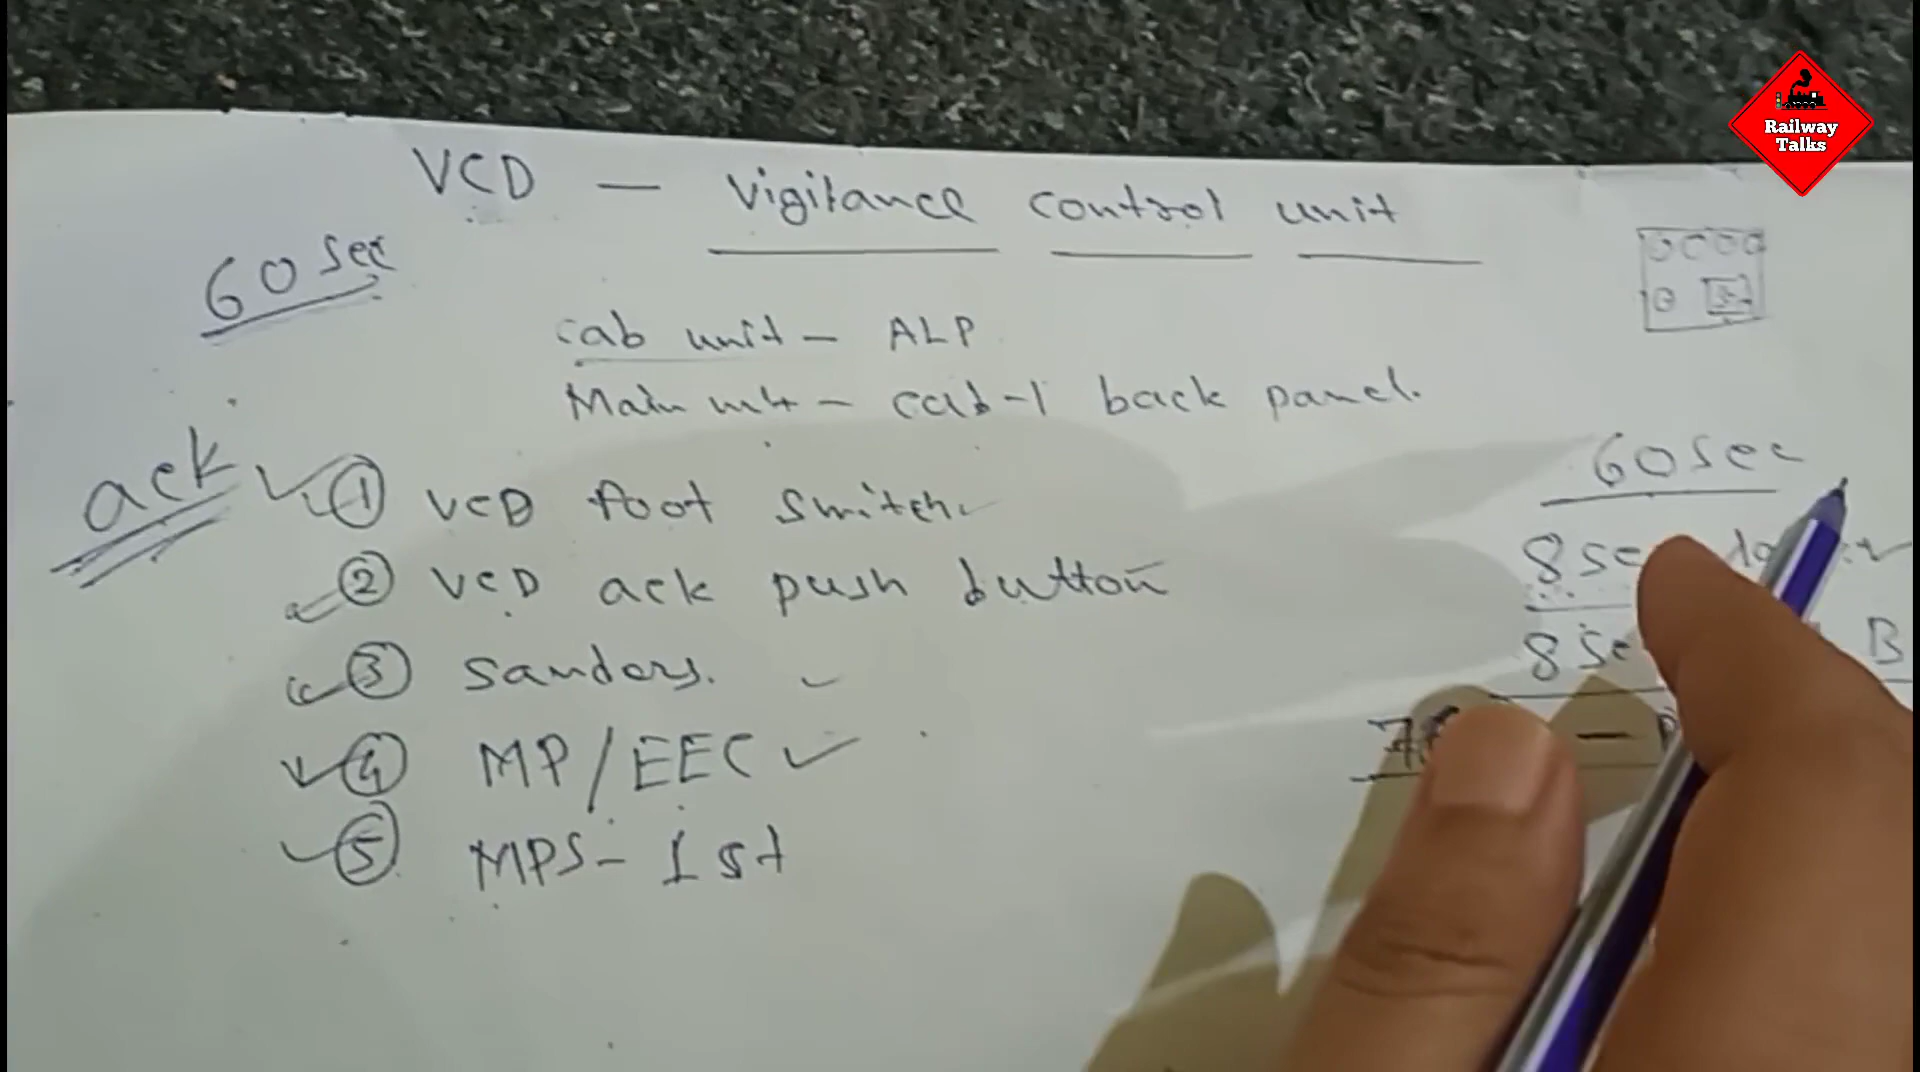 Railway
Talks
VCD — Vigilance control unit
60 sec
cab unit - ALP
Main unit - cab-1 back panel.
ack
① VCD foot switch
② VCD ack push button
③ Sanders.
④ MP/EEC
⑤ MPS- 1st
60 sec
8 se
8 se B